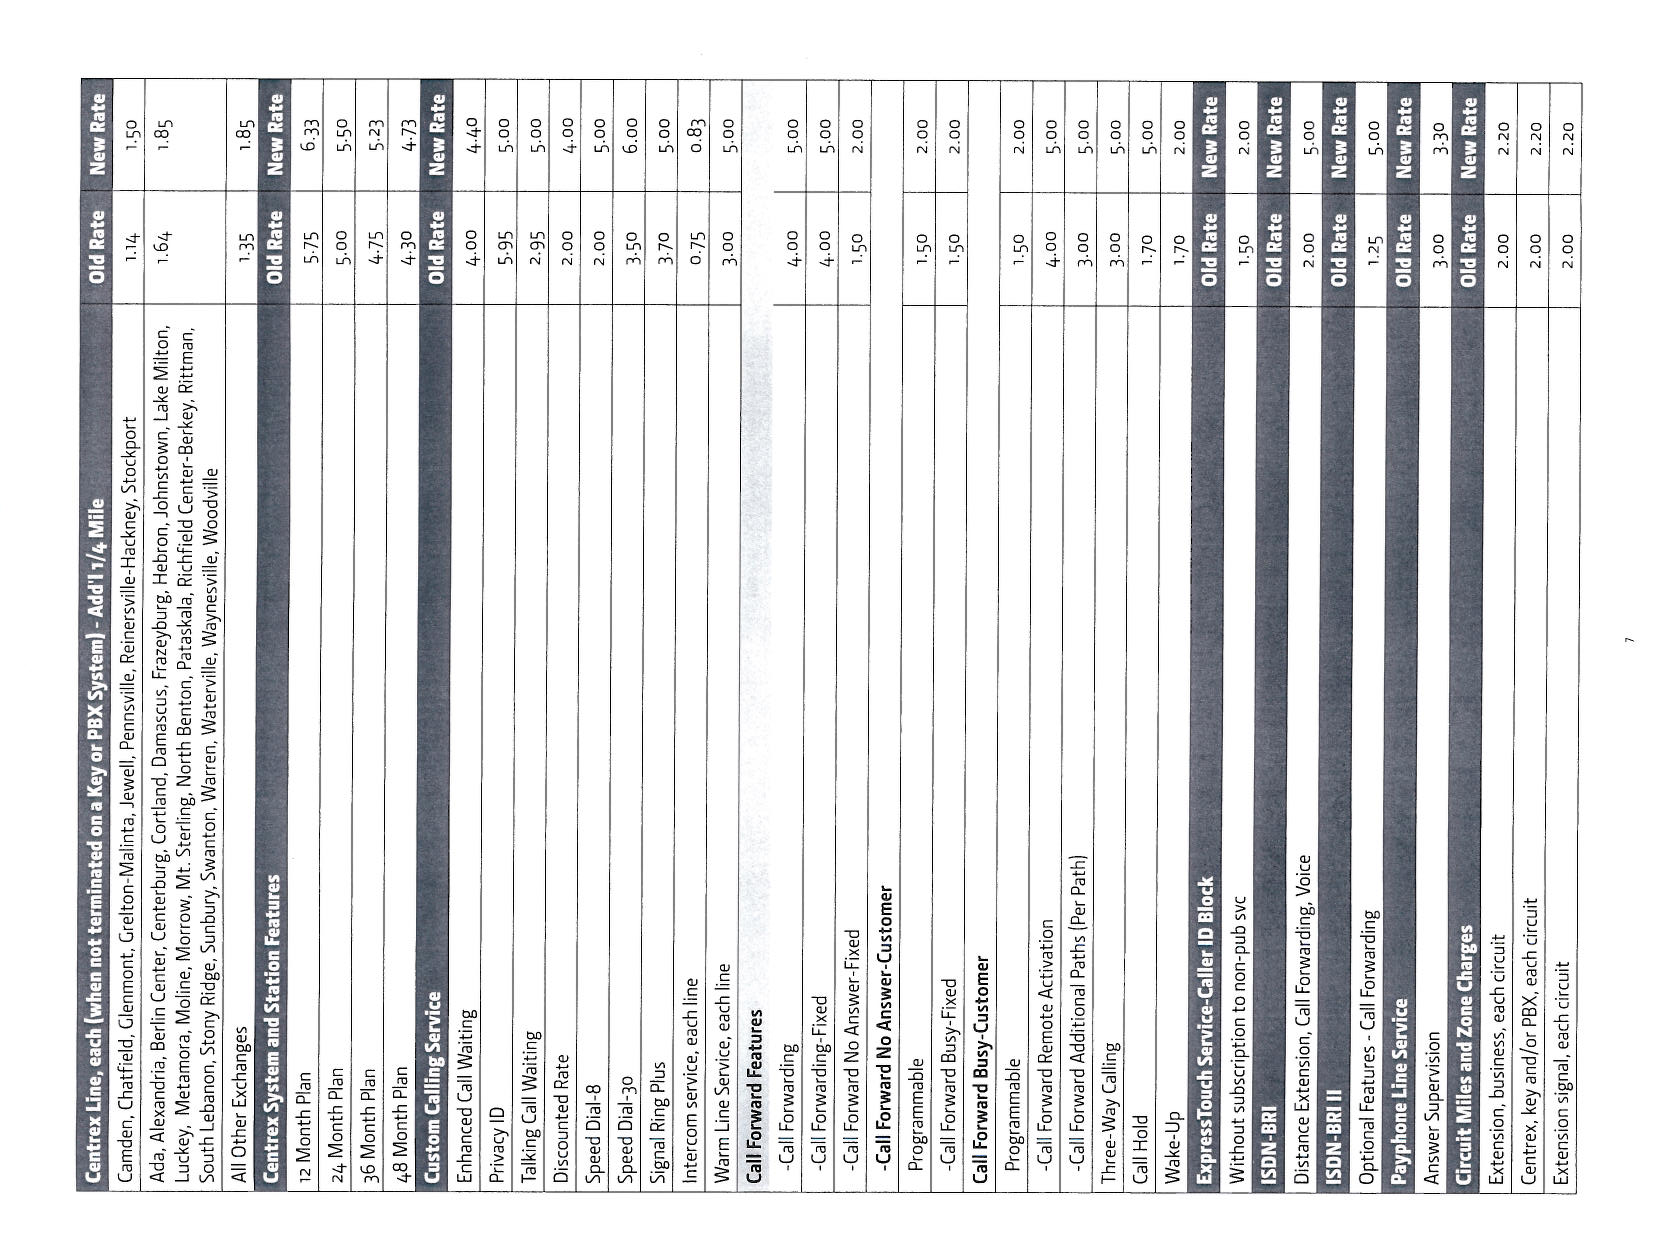 Centrex Line, each (when not terminated on a Key or PBX System) - Add'l 1/4 Mile Old Rate New Rate
Camden, Chatfield, Glenmont, Grelton-Malinta, Jewell, Pennsville, Reinersville-Hackney, Stockport 1.14 1.50
Ada, Alexandria, Berlin Center, Centerburg, Cortland, Damascus, Frazeyburg, Hebron, Johnstown, Lake Milton, 1.64 1.85
Luckey, Metamora, Moline, Morrow, Mt. Sterling, North Benton, Pataskala, Richfield Center-Berkey, Rittman,
South Lebanon, Stony Ridge, Sunbury, Swanton, Warren, Waterville, Waynesville, Woodville
All Other Exchanges 1.35 1.85
Centrex System and Station Features Old Rate New Rate
12 Month Plan 5.75 6.33
24 Month Plan 5.00 5.50
36 Month Plan 4.75 5.23
48 Month Plan 4.30 4.73
Custom Calling Service Old Rate New Rate
Enhanced Call Waiting 4.00 4.40
Privacy ID 5.95 5.00
Talking Call Waiting 2.95 5.00
Discounted Rate 2.00 4.00
Speed Dial-8 2.00 5.00
Speed Dial-30 3.50 6.00
Signal Ring Plus 3.70 5.00
Intercom service, each line 0.75 0.83
Warm Line Service, each line 3.00 5.00
Call Forward Features
-Call Forwarding 4.00 5.00
-Call Forwarding-Fixed 4.00 5.00
-Call Forward No Answer-Fixed 1.50 2.00
-Call Forward No Answer-Customer
Programmable 1.50 2.00
-Call Forward Busy-Fixed 1.50 2.00
Call Forward Busy-Customer
Programmable 1.50 2.00
-Call Forward Remote Activation 4.00 5.00
-Call Forward Additional Paths (Per Path) 3.00 5.00
Three-Way Calling 3.00 5.00
Call Hold 1.70 5.00
Wake-Up 1.70 2.00
ExpressTouch Service-Caller ID Block Old Rate New Rate
Without subscription to non-pub svc 1.50 2.00
ISDN-BRI Old Rate New Rate
Distance Extension, Call Forwarding, Voice 2.00 5.00
ISDN-BRI II Old Rate New Rate
Optional Features - Call Forwarding 1.25 5.00
Payphone Line Service Old Rate New Rate
Answer Supervision 3.00 3.30
Circuit Miles and Zone Charges Old Rate New Rate
Extension, business, each circuit 2.00 2.20
Centrex, key and/or PBX, each circuit 2.00 2.20
Extension signal, each circuit 2.00 2.20
7